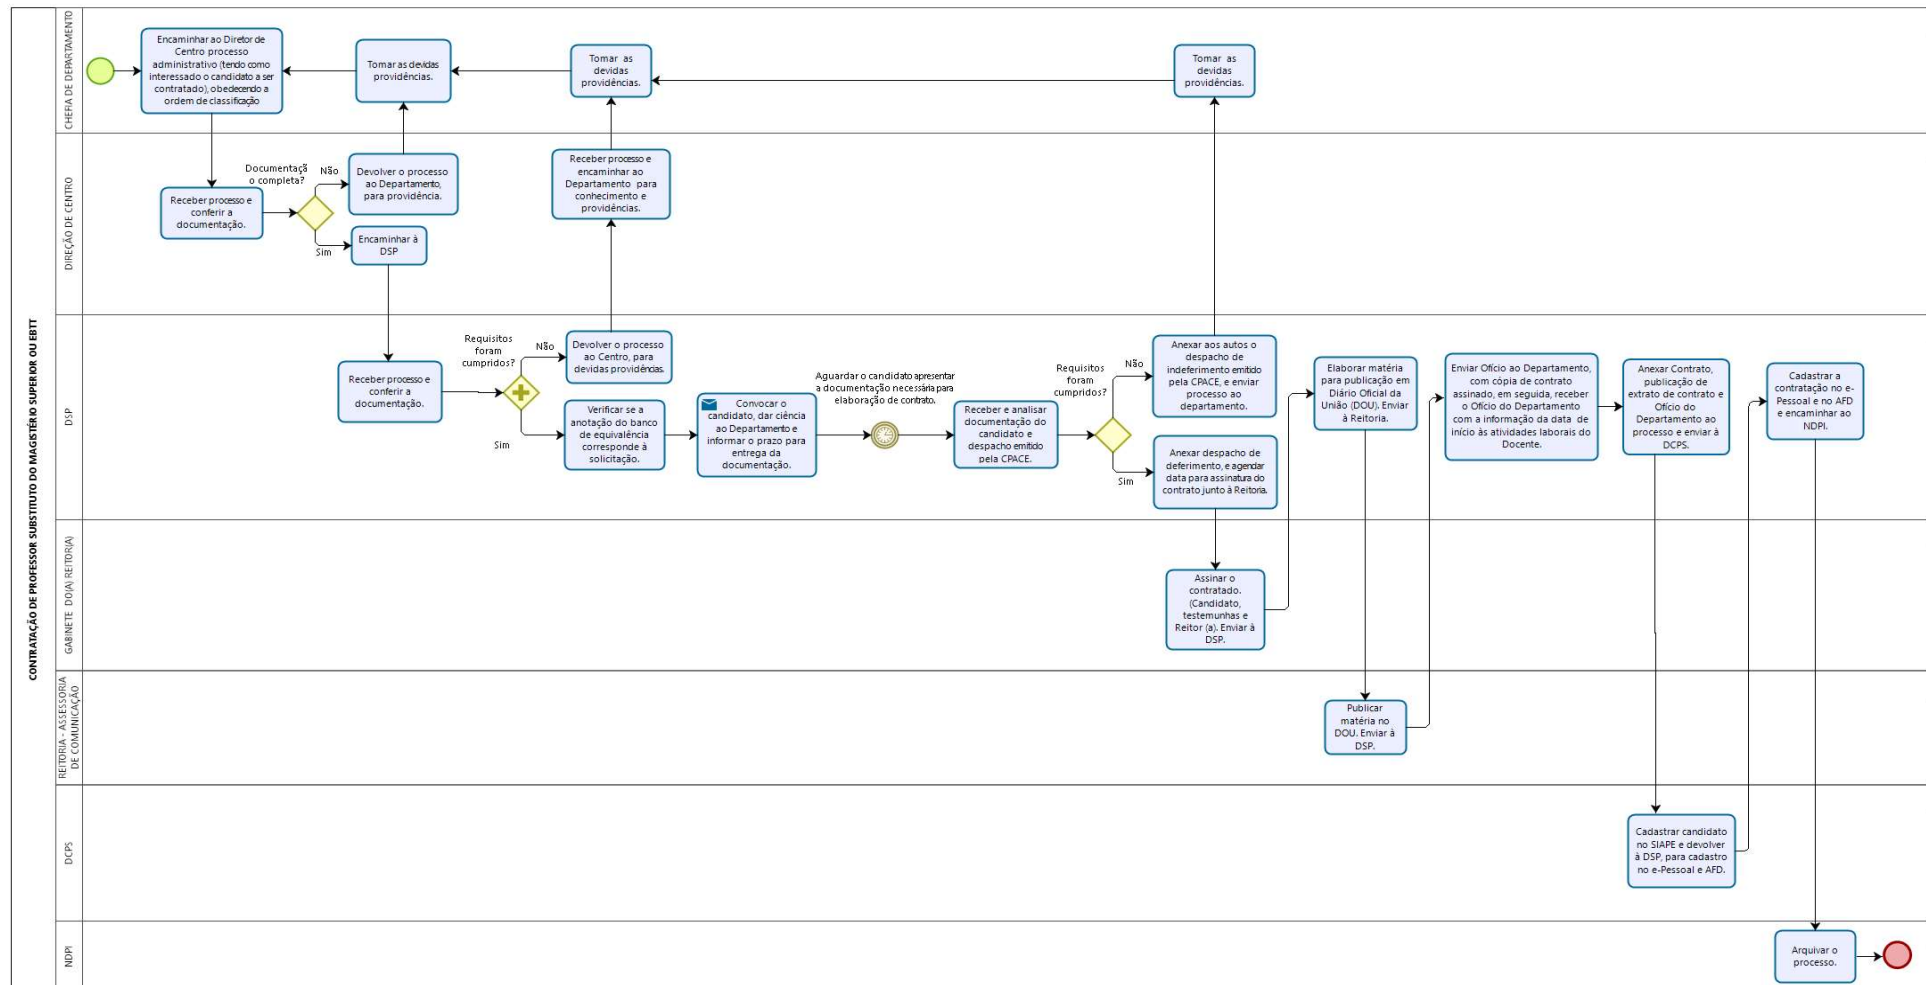 CONTRATAÇÃO DE PROFESSOR SUBSTITUTO DO MAGISTÉRIO SUPERIOR OU EBTT
CHEFIA DE DEPARTAMENTO
Encaminhar ao Diretor de
Centro processo
administrativo (tendo como
interessado o candidato a ser
contratado), obedecendo a
ordem de classificação
Tomar as devidas
providências.
Tomar as
devidas
providências.
Tomar as
devidas
providências.
DIREÇÃO DE CENTRO
Receber processo e
conferir a
documentação.
Documentaçã
o completa?
Não
Devolver o processo
ao Departamento,
para providência.
Sim
Encaminhar à
DSP
Receber processo e
encaminhar ao
Departamento para
conhecimento e
providências.
DSP
Receber processo e
conferir a
documentação.
Requisitos
foram
cumpridos?
Não
Devolver o processo
ao Centro, para
devidas providências.
Sim
Verificar se a
anotação do banco
de equivalência
corresponde à
solicitação.
Convocar o
candidato, dar ciência
ao Departamento e
informar o prazo para
entrega da
documentação.
Aguardar o candidato apresentar
a documentação necessária para
elaboração de contrato.
Receber e analisar
documentação do
candidato e
despacho emitido
pela CPACE.
Requisitos
foram
cumpridos?
Não
Anexar aos autos o
despacho de
indeferimento emitido
pela CPACE, e enviar
processo ao
departamento.
Sim
Anexar despacho de
deferimento, e agendar
data para assinatura do
contrato junto à Reitoria.
Elaborar matéria
para publicação em
Diário Oficial da
União (DOU). Enviar
à Reitoria.
Enviar Ofício ao Departamento,
com cópia de contrato
assinado, em seguida, receber
o Ofício do Departamento
com a informação da data de
início às atividades laborais do
Docente.
Anexar Contrato,
publicação de
extrato de contrato e
Ofício do
Departamento ao
processo e enviar à
DCPS.
Cadastrar a
contratação no e-
Pessoal e no AFD
e encaminhar ao
NDPI.
GABINETE DO(A) REITOR(A)
Assinar o
contratado.
(Candidato,
testemunhas e
Reitor (a). Enviar à
DSP.
REITORIA - ASSESSORIA
DE COMUNICAÇÃO
Publicar
matéria no
DOU. Enviar à
DSP.
DCPS
Cadastrar candidato
no SIAPE e devolver
à DSP, para cadastro
no e-Pessoal e AFD.
NDPI
Arquivar o
processo.